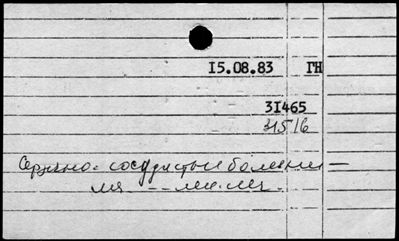 15.08.83 ГН
31465
31516
Сердечно-сосудистые болезни —